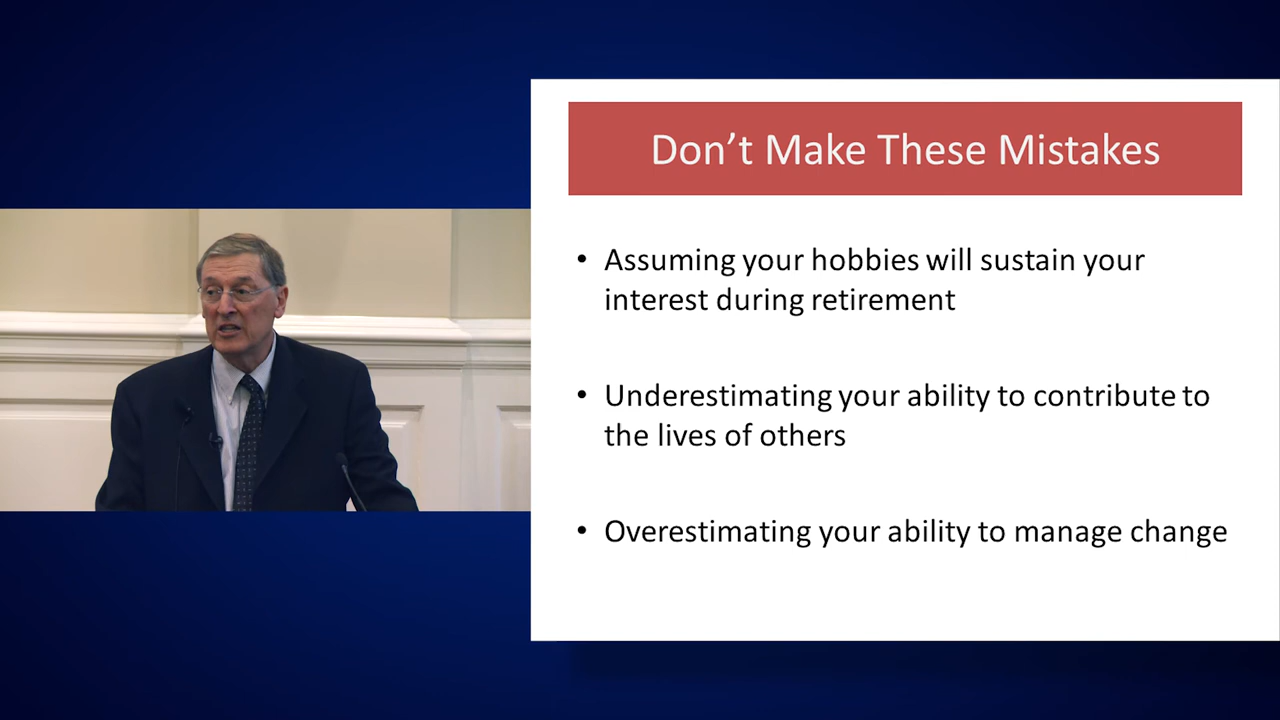 Don’t Make These Mistakes
• Assuming your hobbies will sustain your
interest during retirement
• Underestimating your ability to contribute to
the lives of others
• Overestimating your ability to manage change